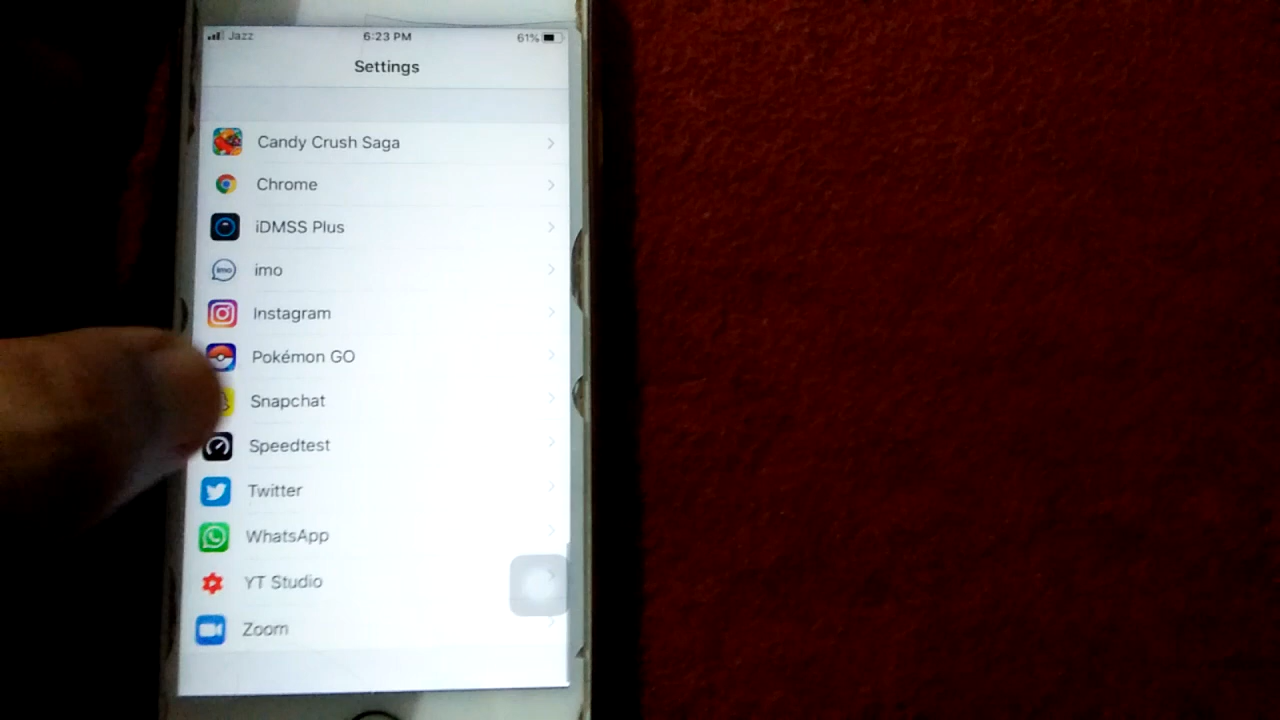 Jazz 6:23 PM 61%
Settings
Candy Crush Saga
Chrome
iDMSS Plus
imo
imo
Instagram
Pokémon GO
Snapchat
Speedtest
Twitter
WhatsApp
YT Studio
Zoom